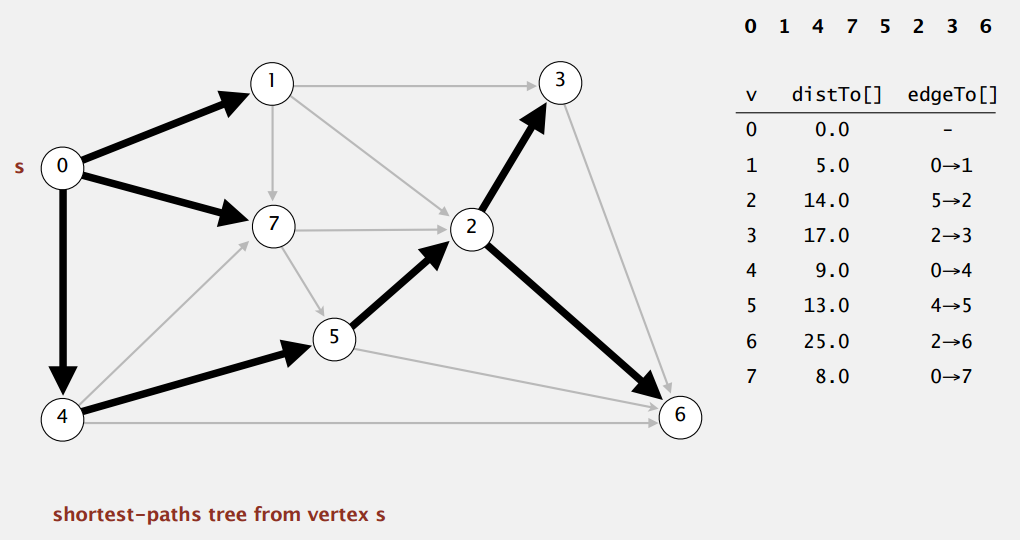 0 1 4 7 5 2 3 6
v distTo[] edgeTo[]
0 0.0 –
1 5.0 0→1
2 14.0 5→2
3 17.0 2→3
4 9.0 0→4
5 13.0 4→5
6 25.0 2→6
7 8.0 0→7
1
3
s
0
7
2
5
4
6
shortest-paths tree from vertex s